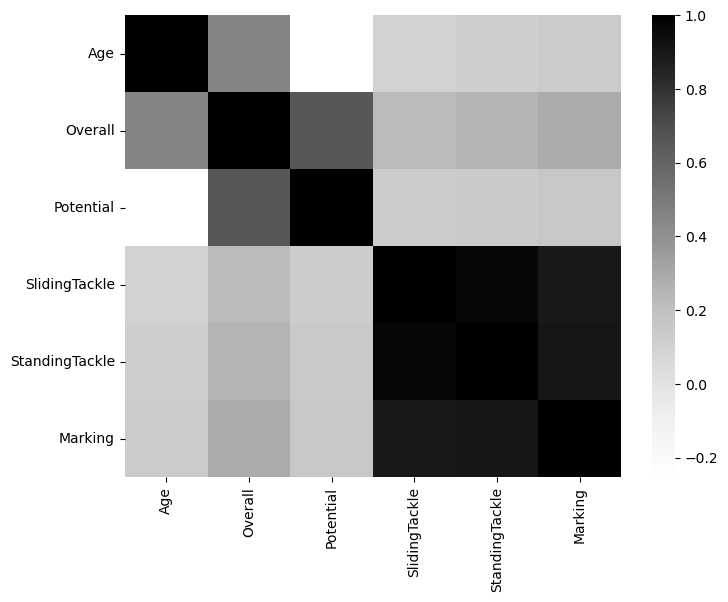 Age
Overall
Potential
SlidingTackle
StandingTackle
Marking
Age
Overall
Potential
SlidingTackle
StandingTackle
Marking
1.0
0.8
0.6
0.4
0.2
0.0
−0.2